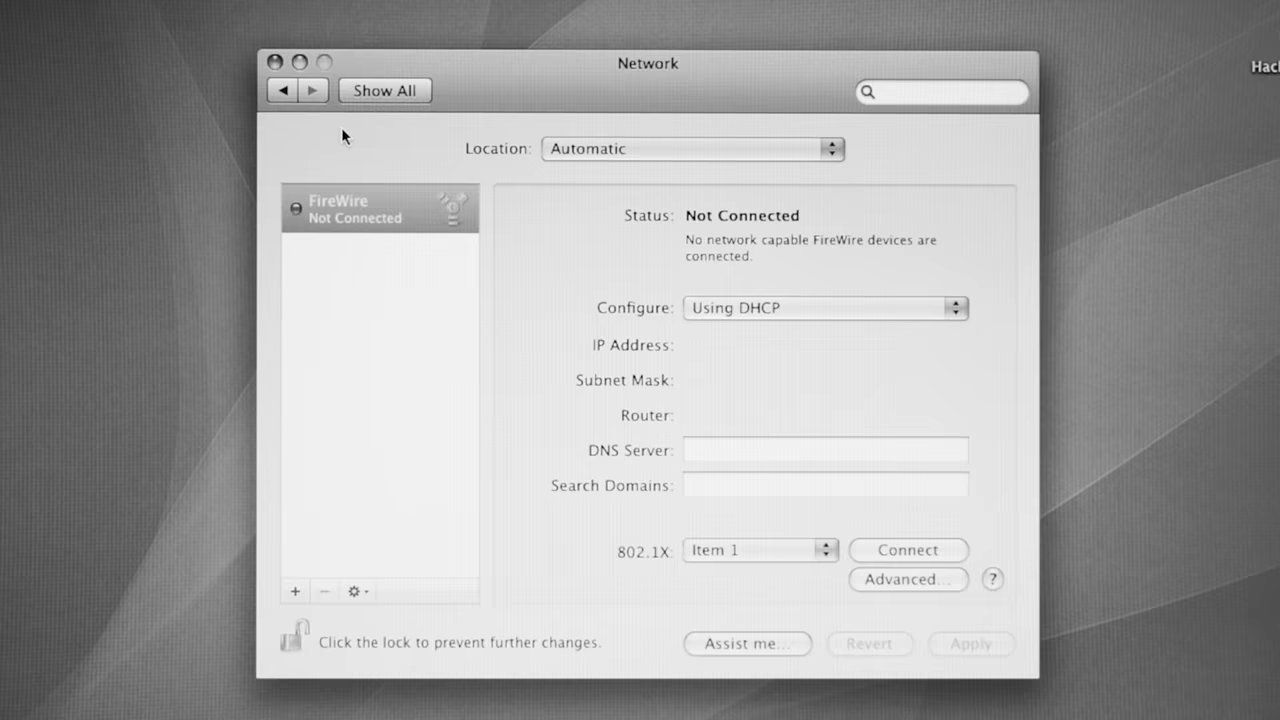 Network
Show All
Location: Automatic
FireWire
Not Connected
Status: Not Connected
No network capable FireWire devices are
connected.
Configure: Using DHCP
IP Address:
Subnet Mask:
Router:
DNS Server:
Search Domains:
802.1X: Item 1 Connect
Advanced... ?
Click the lock to prevent further changes.
Assist me... Revert Apply